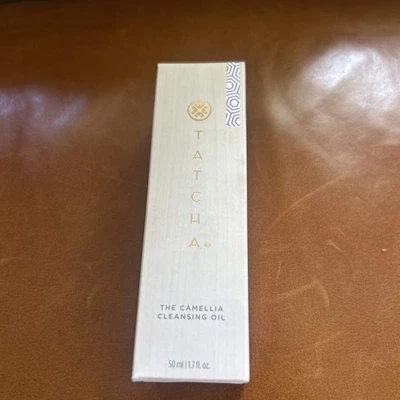 TATCHA
THE CAMELLIA
CLEANSING OIL
50 ml | 1.7 fl. oz.